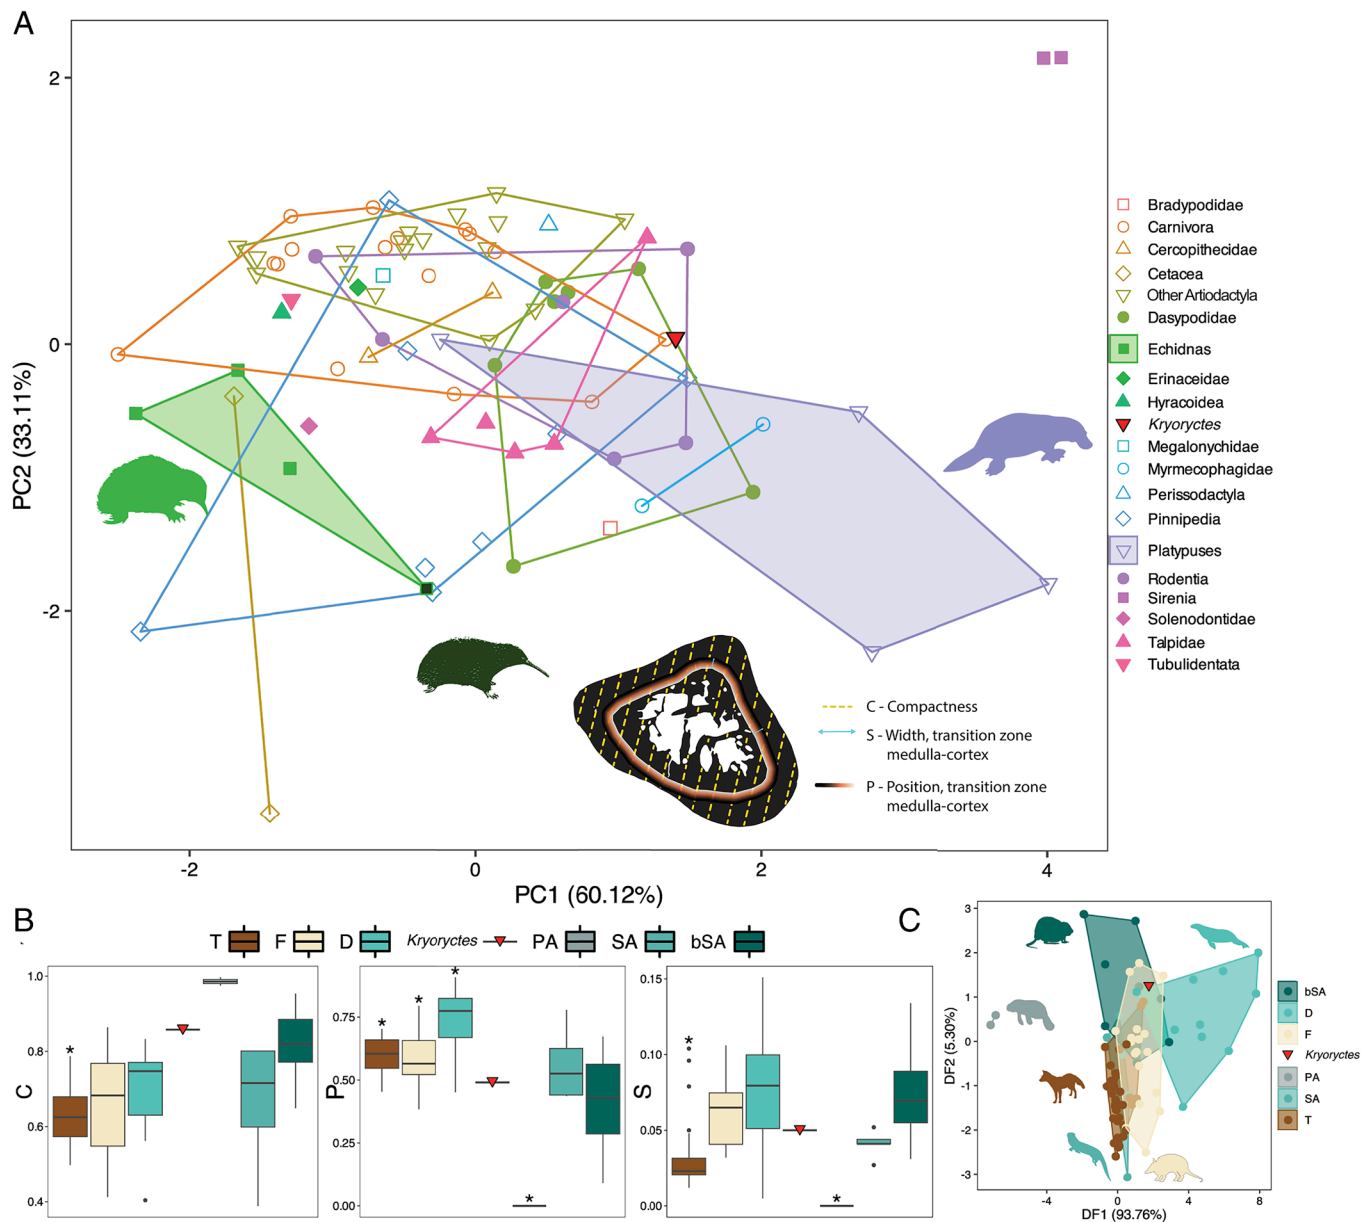 A
2
0
-2
PC2 (33.11%)
-2
0
2
4
PC1 (60.12%)
Bradypodidae
Carnivora
Cercopithecidae
Cetacea
Other Artiodactyla
Dasypodidae
Echidnas
Erinaceidae
Hyracoidea
Kryoryctes
Megalonychidae
Myrmecophagidae
Perissodactyla
Pinnipedia
Platypuses
Rodentia
Sirenia
Solenodontidae
Talpidae
Tubulidentata
C - Compactness
S - Width, transition zone
medulla-cortex
P - Position, transition zone
medulla-cortex
B
T
F
D
Kryoryctes
PA
SA
bSA
C
1.0
0.8
0.6
0.4
*
P
0.75
0.50
0.25
0.00
* * * *
S
0.15
0.10
0.05
0.00
* *
C
DF2 (5.30%)
3
2
1
0
-1
-2
-3
-4
0
4
8
DF1 (93.76%)
bSA
D
F
Kryoryctes
PA
SA
T